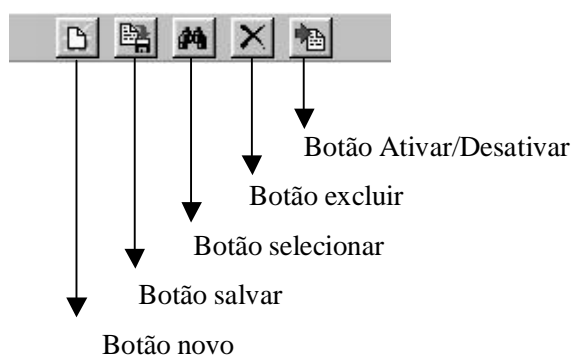 Botão Ativar/Desativar
Botão excluir
Botão selecionar
Botão salvar
Botão novo